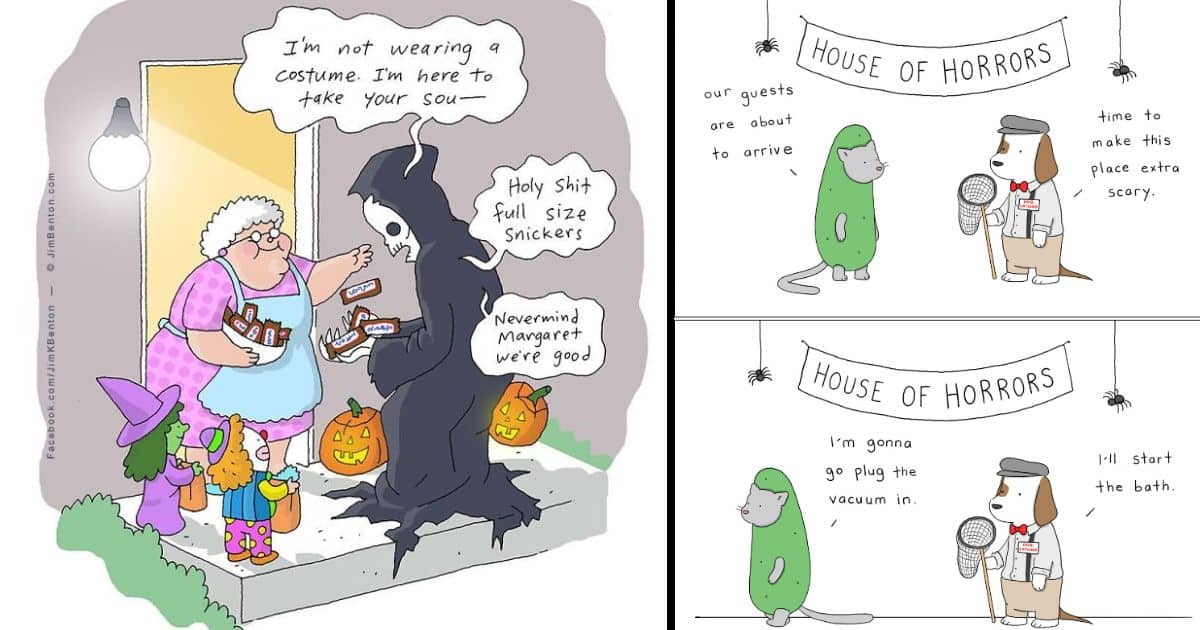 I'm not wearing a
costume. I'm here to
take your sou—
Holy Shit
full size
Snickers
Nevermind
Margaret
we're good
Facebook.com/JimKBenton — © JimBenton.com
HOUSE OF HORRORS
our guests
are about
to arrive
time to
make this
place extra
scary.
HOUSE OF HORRORS
I'm gonna
go plug the
vacuum in.
I'll start
the bath.